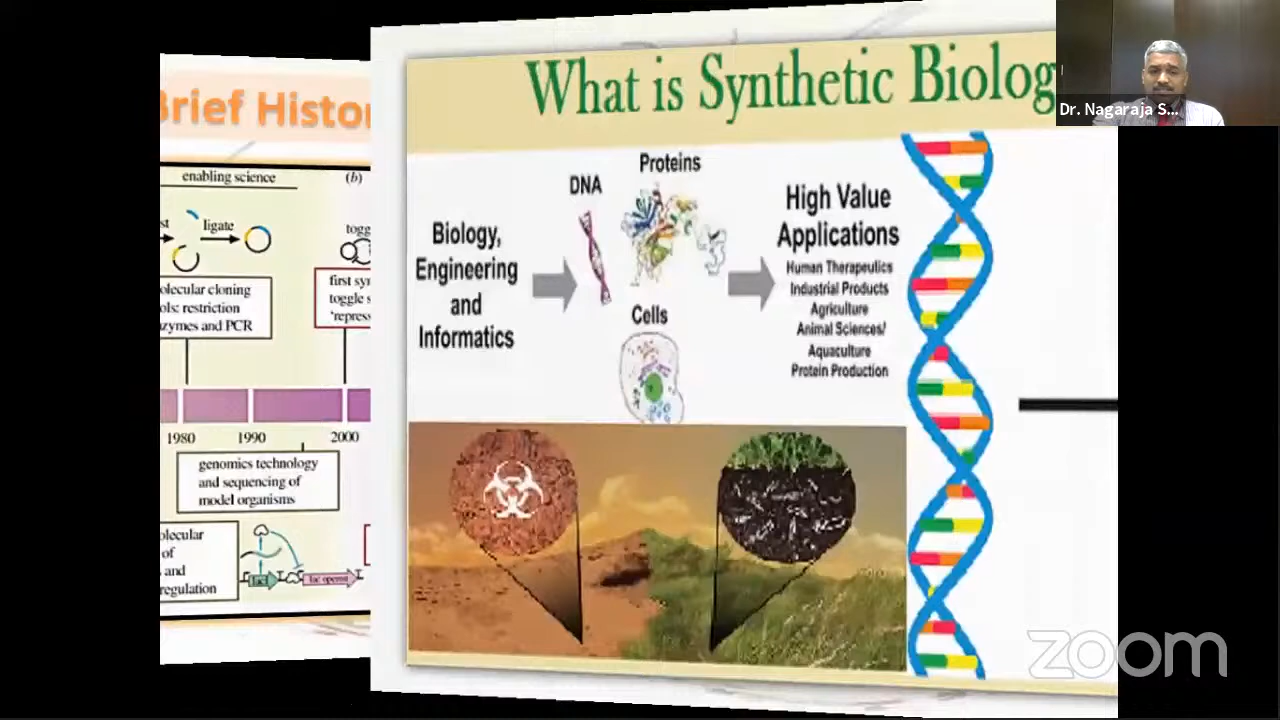 Brief Histor
enabling science
(b)
st
ligate
togg
olecular cloning
ols: restriction
zymes and PCR
first syn
toggle s
'repress
1980
1990
2000
genomics technology
and sequencing of
model organisms
olecular
of
and
regulation
lacI
lac operon
What is Synthetic Biolog
Biology,
Engineering
and
Informatics
DNA
Proteins
Cells
High Value
Applications
Human Therapeutics
Industrial Products
Agriculture
Animal Sciences/
Aquaculture
Protein Production
Dr. Nagaraja S...
zoom